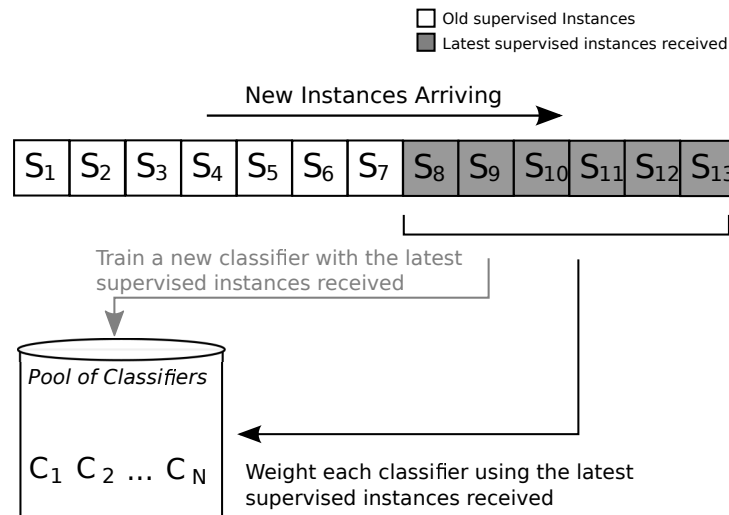 Old supervised Instances
Latest supervised instances received
New Instances Arriving
S1 S2 S3 S4 S5 S6 S7 S8 S9 S10 S11 S12 S13
Train a new classifier with the latest
supervised instances received
Pool of Classifiers
C1 C2 ... CN
Weight each classifier using the latest
supervised instances received